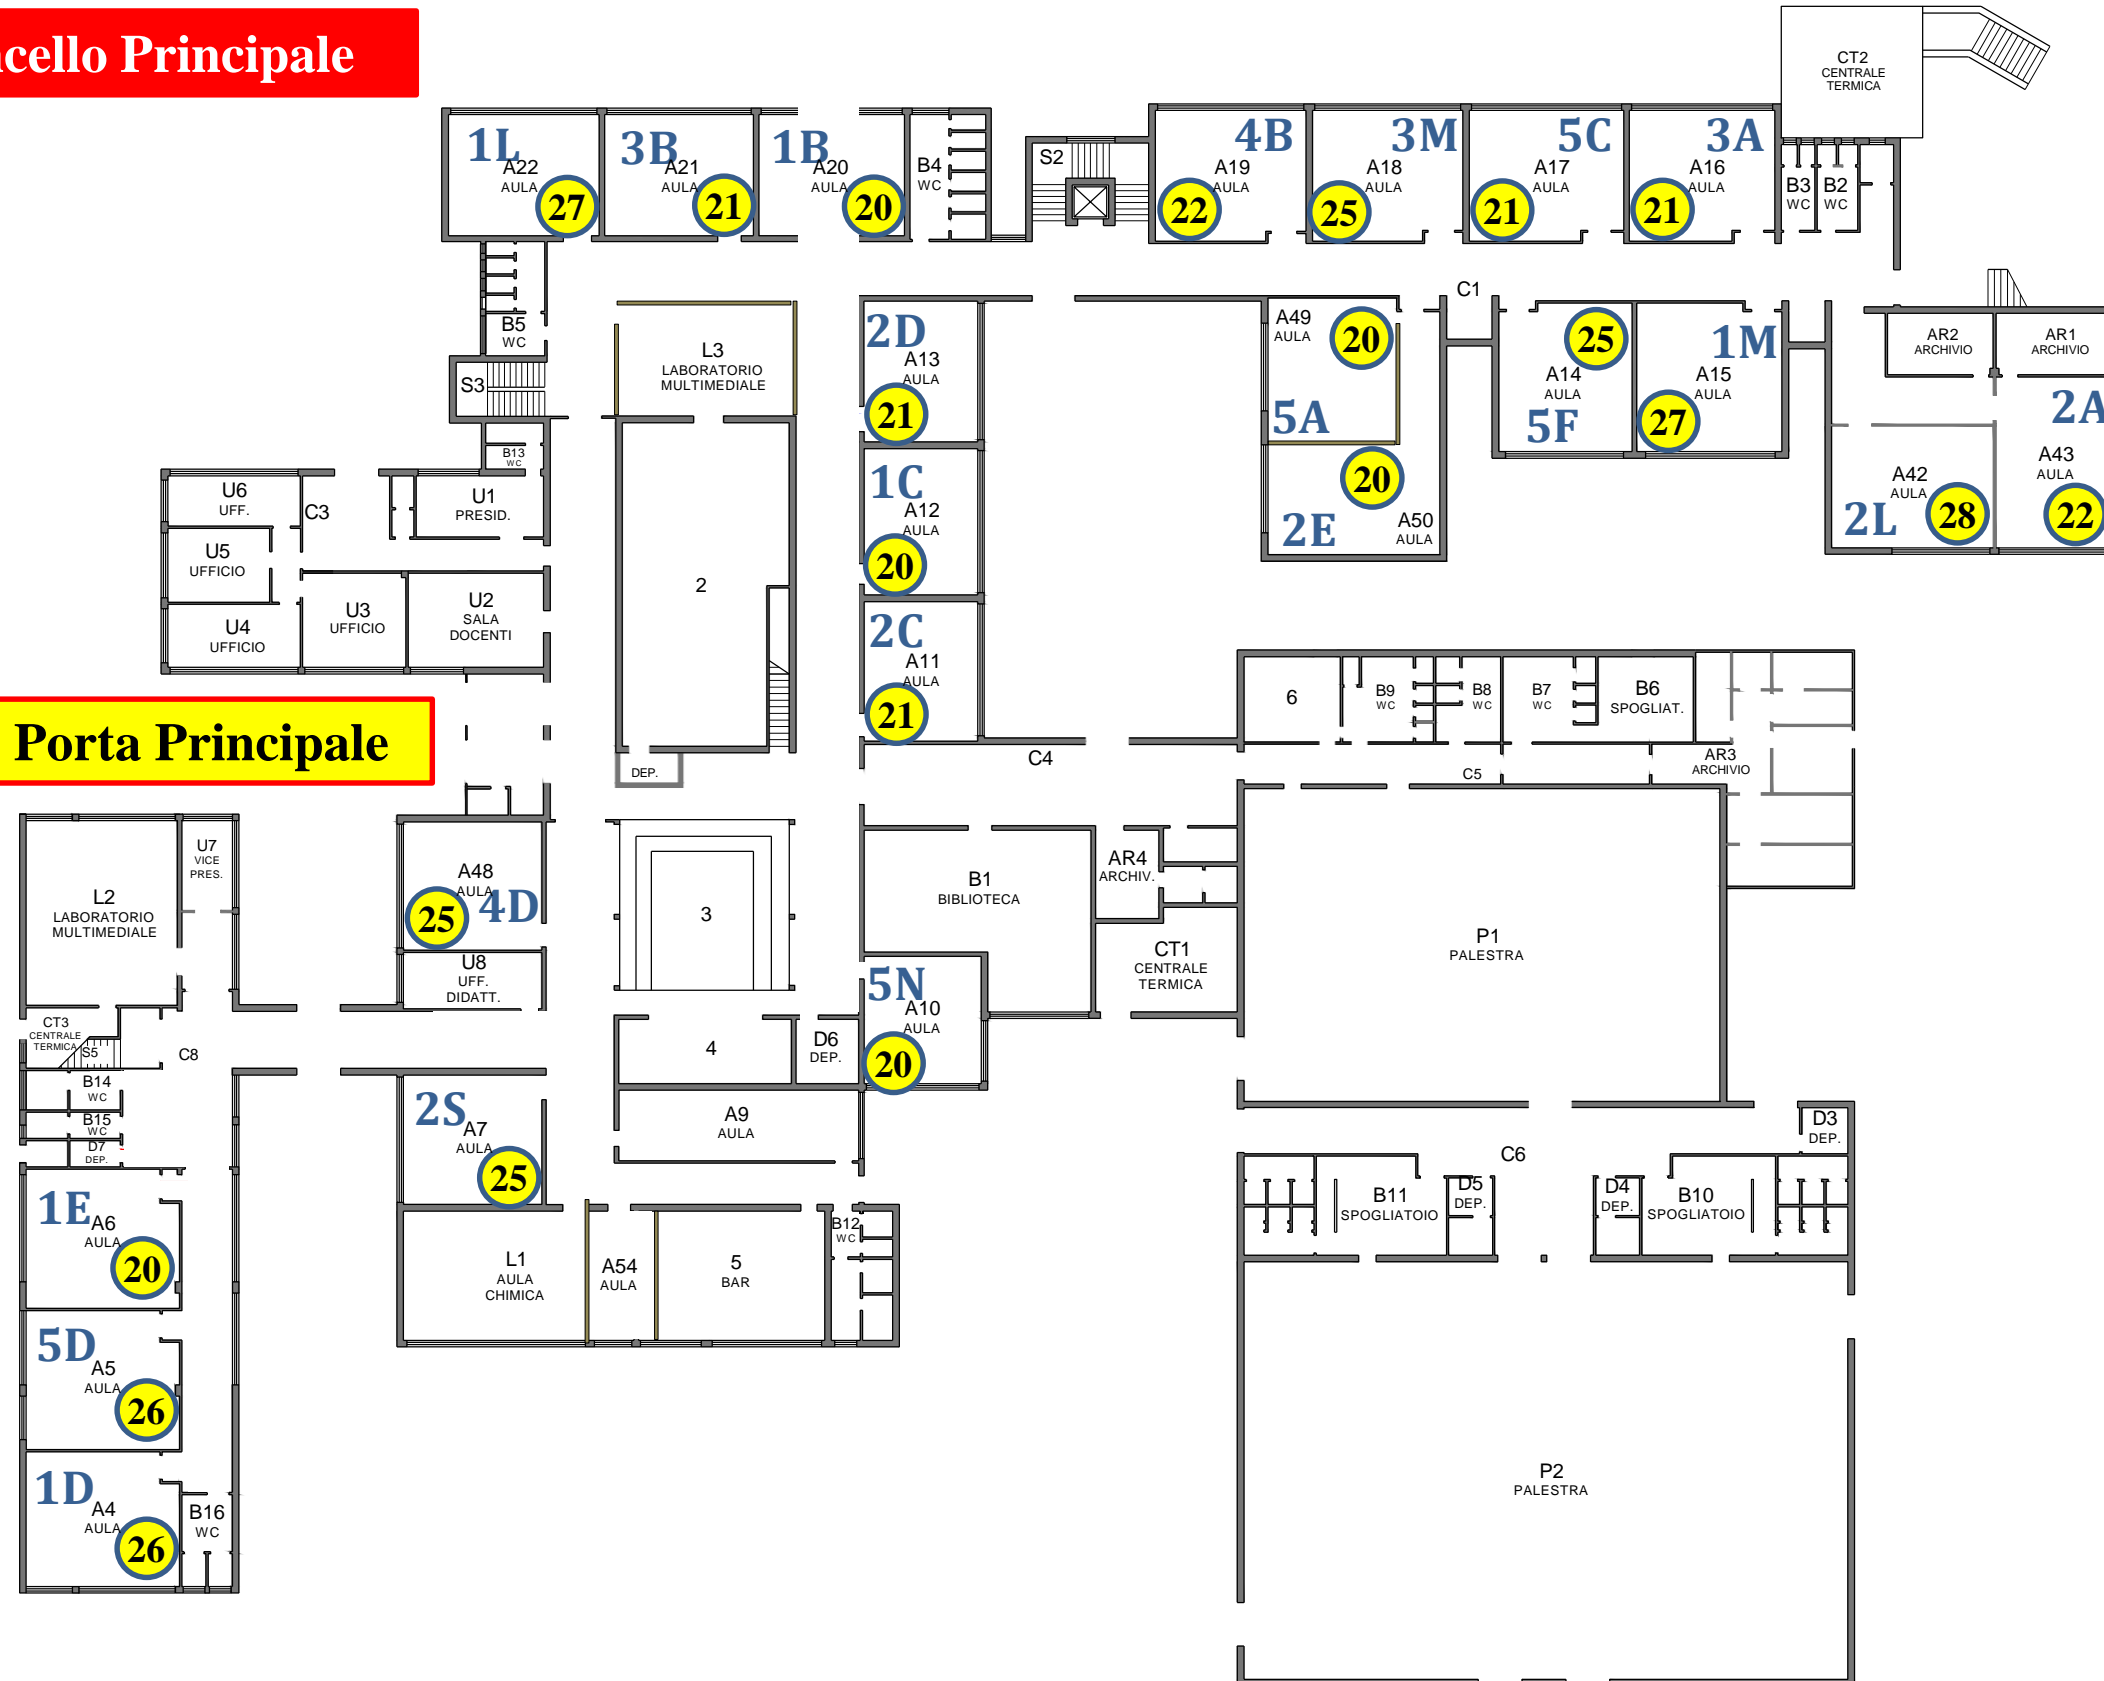 ncello Principale
CT2
CENTRALE
TERMICA
1L
A22
AULA
27
3B
A21
AULA
21
1B
A20
AULA
20
B4
WC
S2
4B
A19
AULA
22
3M
A18
AULA
25
5C
A17
AULA
21
3A
A16
AULA
21
B3
WC
B2
WC
B5
WC
S3
L3
LABORATORIO
MULTIMEDIALE
2D
A13
AULA
21
A49
AULA
20
5A
C1
25
A14
AULA
5F
1M
A15
AULA
27
AR2
ARCHIVIO
AR1
ARCHIVIO
2A
A43
AULA
22
A42
AULA
2L
28
B13
WC
U6
UFF.
C3
U1
PRESID.
1C
A12
AULA
20
20
2E
A50
AULA
U5
UFFICIO
U4
UFFICIO
U3
UFFICIO
U2
SALA
DOCENTI
2
2C
A11
AULA
21
6
B9
WC
B8
WC
B7
WC
B6
SPOGLIAT.
AR3
ARCHIVIO
Porta Principale
DEP.
C4
C5
L2
LABORATORIO
MULTIMEDIALE
U7
VICE
PRES.
A48
AULA
25
4D
U8
UFF.
DIDATT.
3
B1
BIBLIOTECA
AR4
ARCHIV.
CT1
CENTRALE
TERMICA
P1
PALESTRA
5N
A10
AULA
20
CT3
CENTRALE
TERMICA
S5
C8
4
D6
DEP.
B14
WC
B15
WC
D7
DEP.
2S
A7
AULA
25
A9
AULA
D3
DEP.
C6
1E
A6
AULA
20
L1
AULA
CHIMICA
A54
AULA
5
BAR
B12
WC
B11
SPOGLIATOIO
D5
DEP.
D4
DEP.
B10
SPOGLIATOIO
5D
A5
AULA
26
1D
A4
AULA
26
B16
WC
P2
PALESTRA